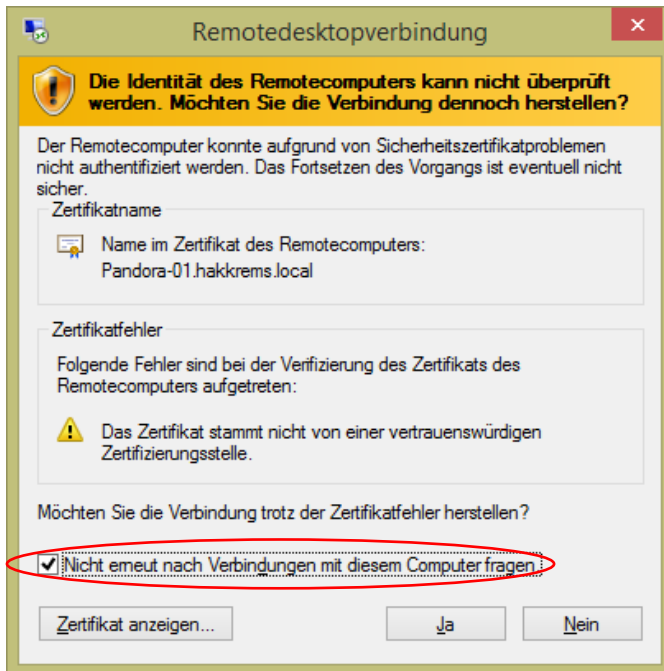 Remotedesktopverbindung
Die Identität des Remotecomputers kann nicht überprüft
werden. Möchten Sie die Verbindung dennoch herstellen?
Der Remotecomputer konnte aufgrund von Sicherheitszertifikatproblemen
nicht authentifiziert werden. Das Fortsetzen des Vorgangs ist eventuell nicht
sicher.
Zertifikatname
Name im Zertifikat des Remotecomputers:
Pandora-01.hakkrems.local
Zertifikatfehler
Folgende Fehler sind bei der Verifizierung des Zertifikats des
Remotecomputers aufgetreten:
Das Zertifikat stammt nicht von einer vertrauenswürdigen
Zertifizierungsstelle.
Möchten Sie die Verbindung trotz der Zertifikatfehler herstellen?
Nicht erneut nach Verbindungen mit diesem Computer fragen
Zertifikat anzeigen... Ja Nein